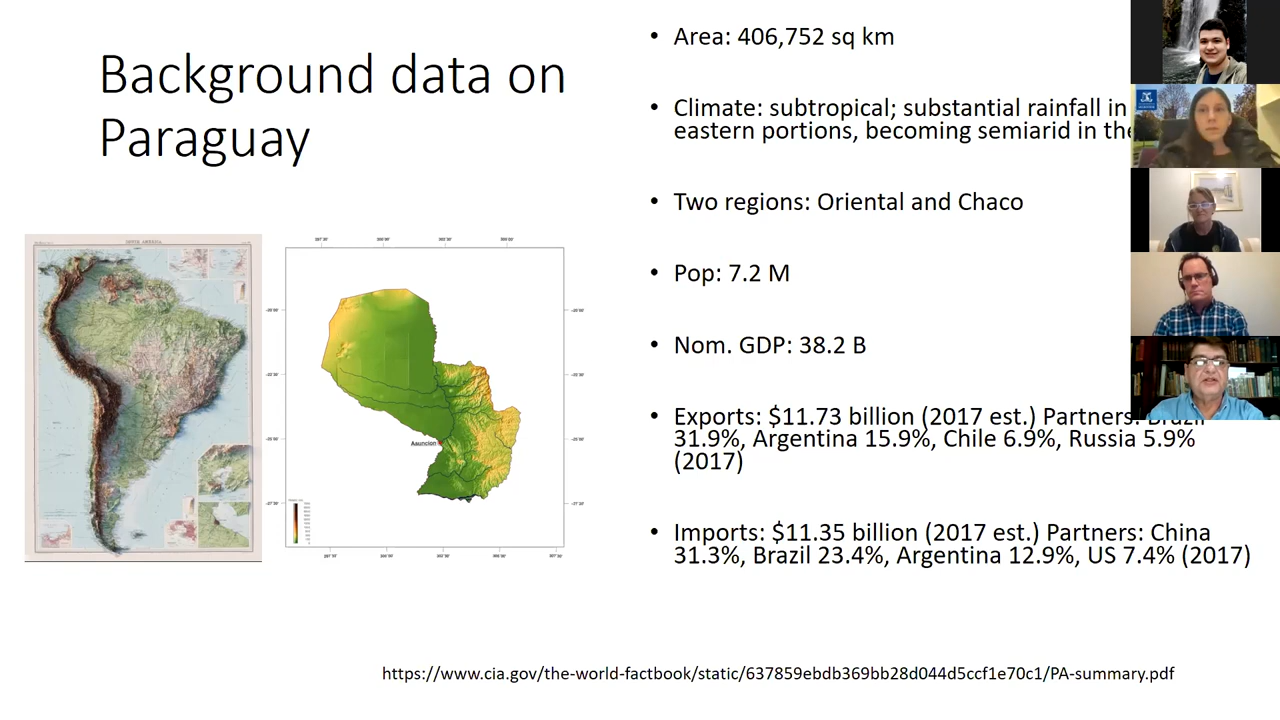 Background data on
Paraguay
SOUTH AMERICA
Asuncion
• Area: 406,752 sq km
• Climate: subtropical; substantial rainfall in
eastern portions, becoming semiarid in the
• Two regions: Oriental and Chaco
• Pop: 7.2 M
• Nom. GDP: 38.2 B
• Exports: $11.73 billion (2017 est.) Partners: Brazil
31.9%, Argentina 15.9%, Chile 6.9%, Russia 5.9%
(2017)
• Imports: $11.35 billion (2017 est.) Partners: China
31.3%, Brazil 23.4%, Argentina 12.9%, US 7.4% (2017)
https://www.cia.gov/the-world-factbook/static/637859ebdb369bb28d044d5ccf1e70c1/PA-summary.pdf